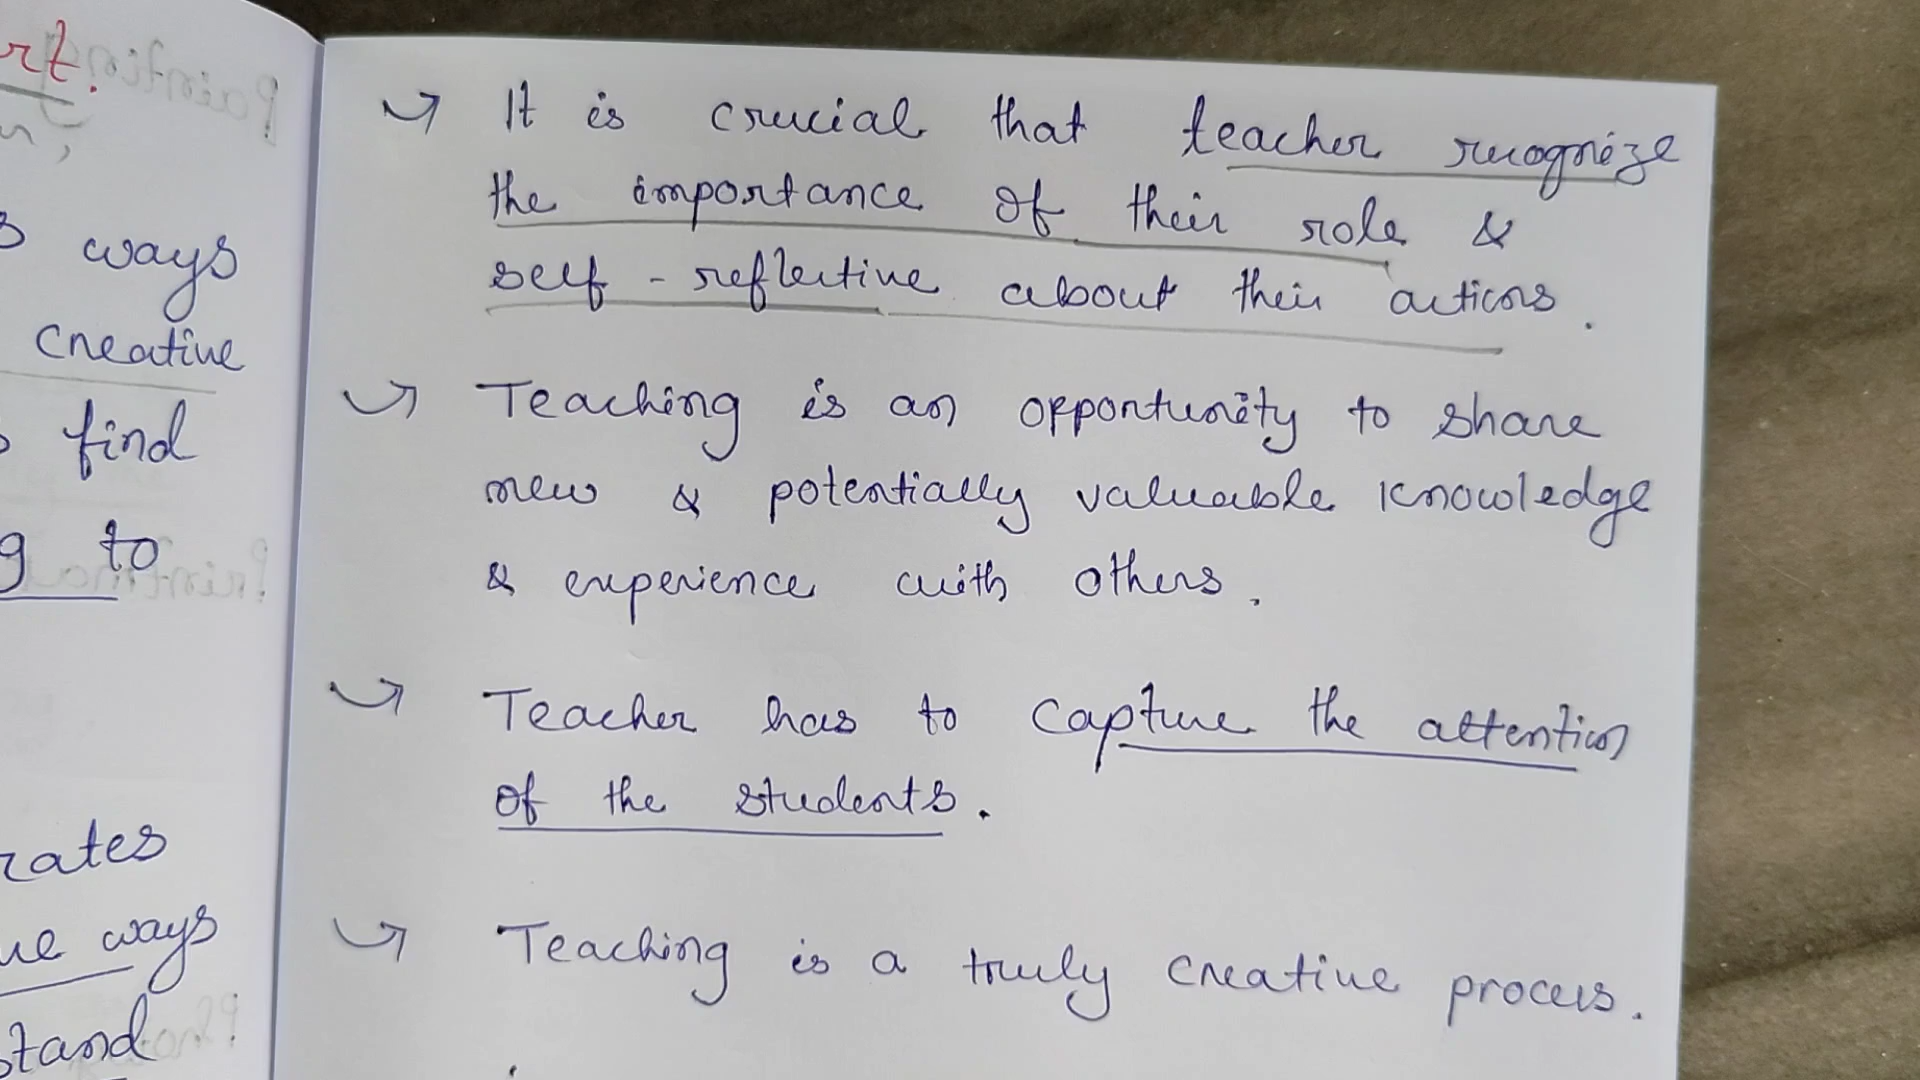 ways
creative
find
to
rates
ways
→ It is crucial that teacher recognize
the importance of their role &
self-reflective about their actions.
→ Teaching is an opportunity to share
new & potentially valuable knowledge
& experience with others.
→ Teacher has to capture the attention
of the students.
→ Teaching is a truly creative process.